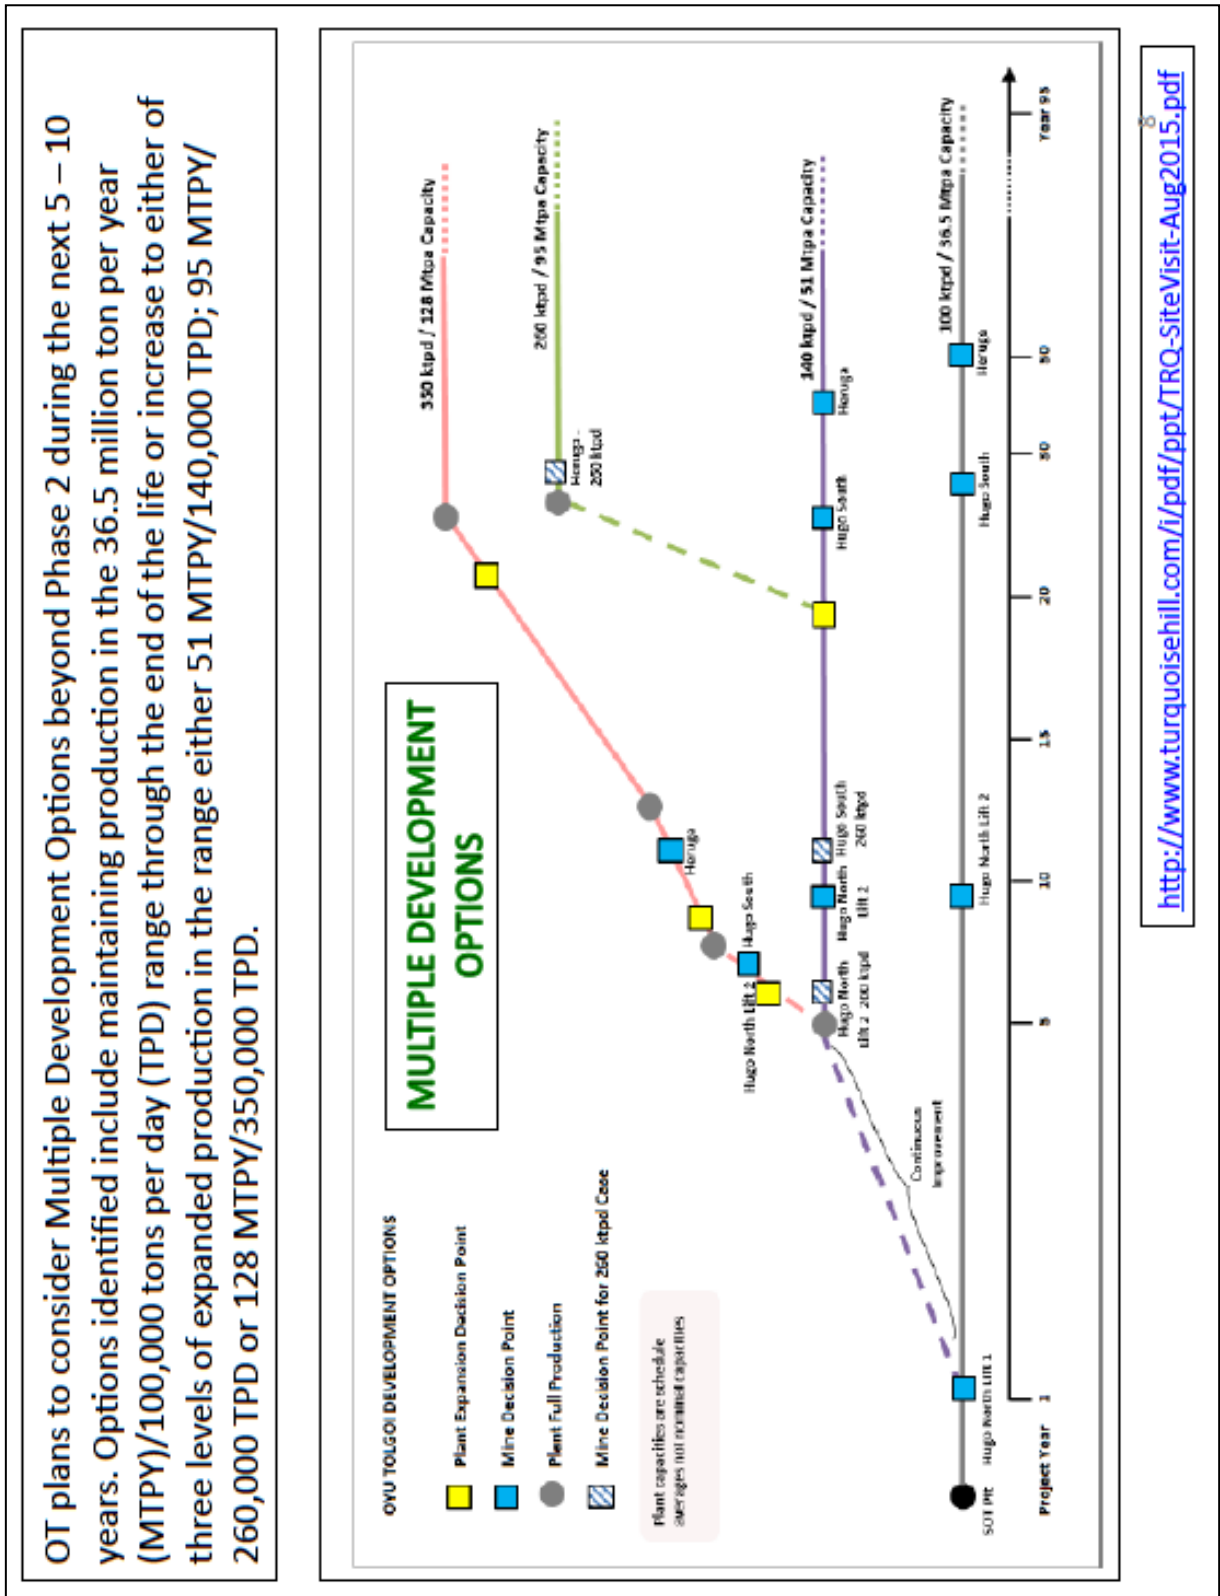 OT plans to consider Multiple Development Options beyond Phase 2 during the next 5 – 10
years. Options identified include maintaining production in the 36.5 million ton per year
(MTPY)/100,000 tons per day (TPD) range through the end of the life or increase to either of
three levels of expanded production in the range either 51 MTPY/140,000 TPD; 95 MTPY/
260,000 TPD or 128 MTPY/350,000 TPD.
OYU TOLGOI DEVELOPMENT OPTIONS
MULTIPLE DEVELOPMENT
OPTIONS
Plant Expansion Decision Point
Mine Decision Point
Plant Full Production
Mine Decision Point for 260 ktpd Case
Plant capacities are schedule
averages not nominal capacities
350 ktpd / 128 Mtpa Capacity
260 ktpd / 95 Mtpa Capacity
Heruga -
260 ktpd
Heruga
Hugo South
Hugo North Lift 2
140 ktpd / 51 Mtpa Capacity
Hugo North
Lift 2 200 ktpd
Hugo North
Lift 2
Hugo South
260 ktpd
Hugo South
Heruga
Continuous
Improvement
100 ktpd / 36.5 Mtpa Capacity
SOT Pit
Hugo North Lift 1
Hugo North Lift 2
Hugo South
Heruga
Project Year
1
5
10
15
20
30
50
Year 95
8
http://www.turquoisehill.com/i/pdf/ppt/TRQ-SiteVisit-Aug2015.pdf